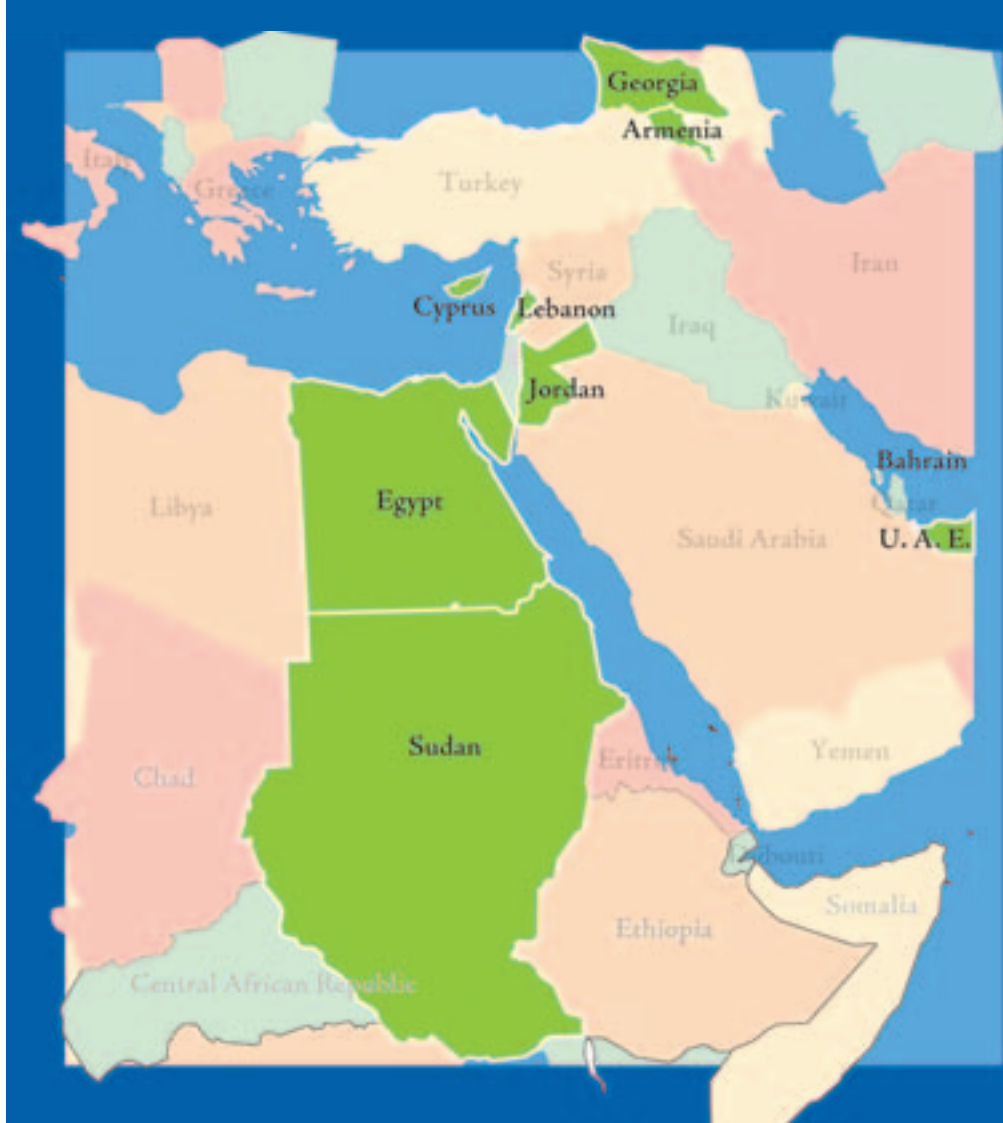 Georgia
Armenia
Italy
Greece
Turkey
Syria
Iran
Cyprus
Lebanon
Iraq
Jordan
Kuwait
Bahrain
Libya
Egypt
Qatar
Saudi Arabia
U. A. E.
Sudan
Chad
Eritrea
Yemen
Djibouti
Somalia
Ethiopia
Central African Republic